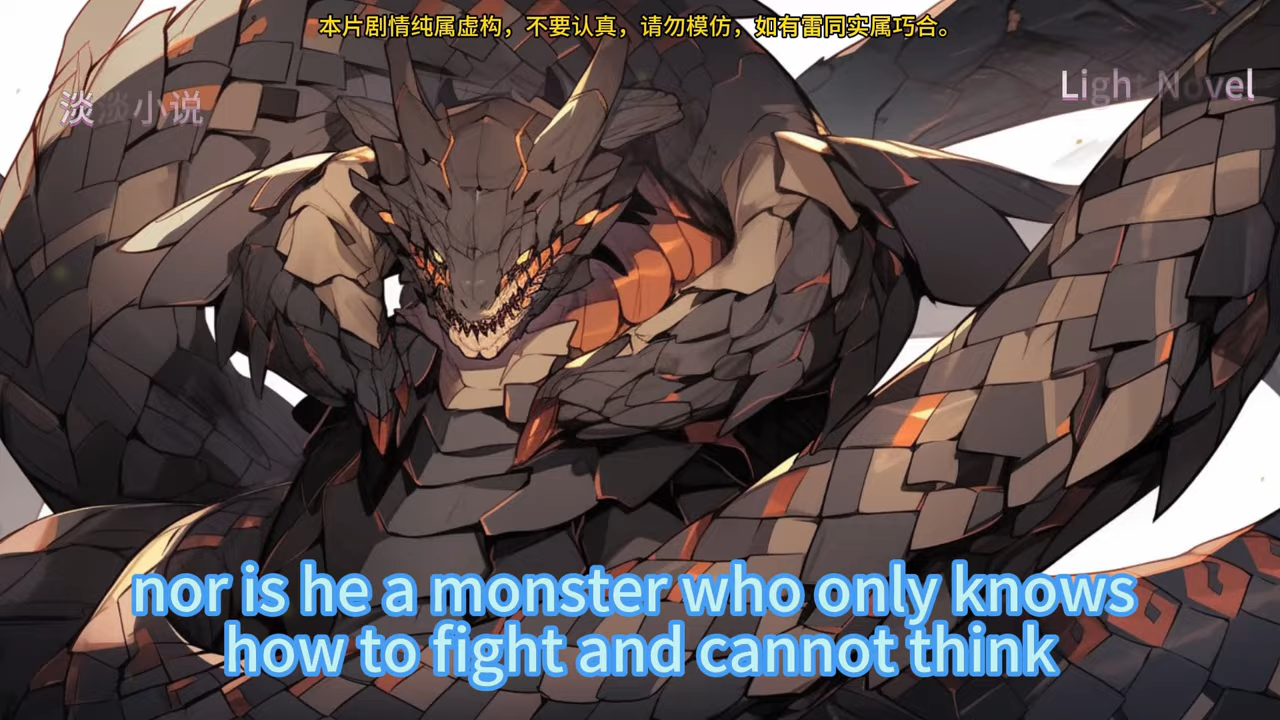 本片剧情纯属虚构，不要认真，请勿模仿，如有雷同实属巧合。
淡淡小说
Light Novel
nor is he a monster who only knows
how to fight and cannot think